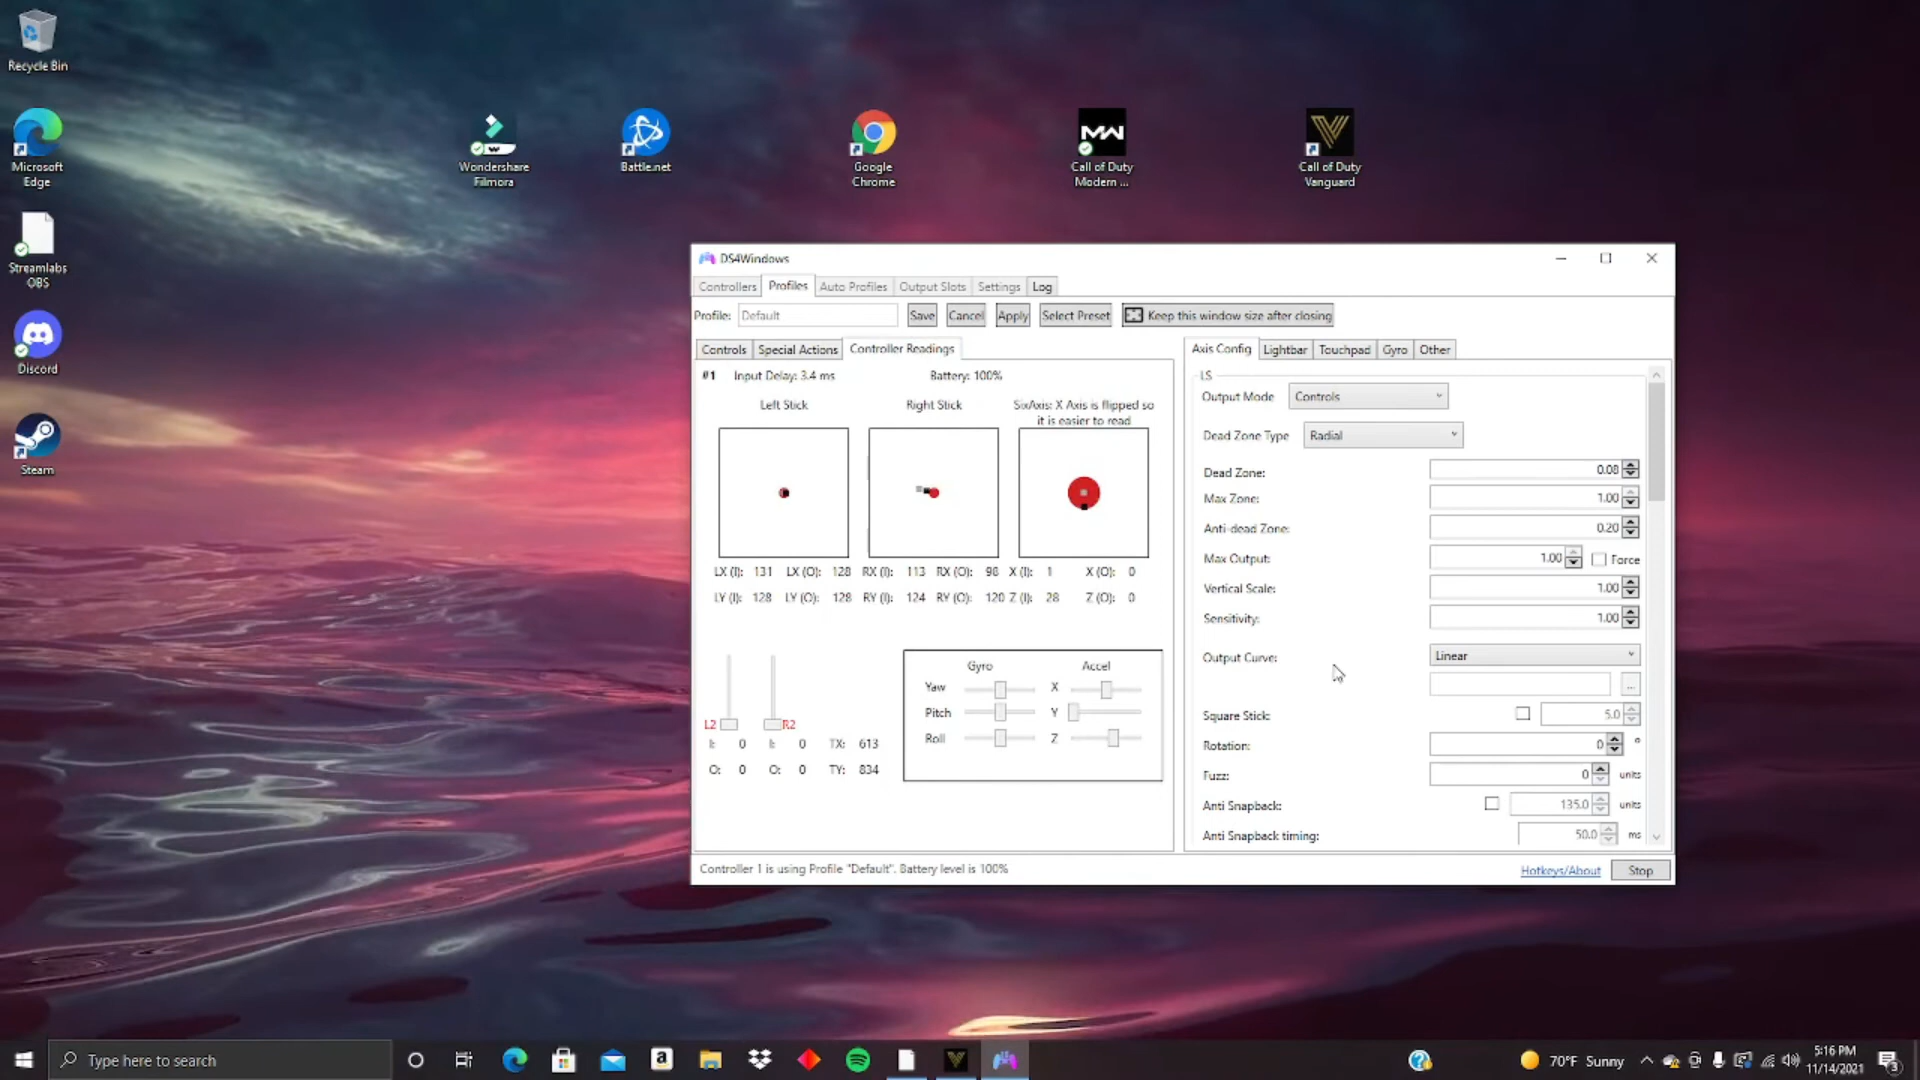 Recycle Bin
Microsoft
Edge
Streamlabs
OBS
Discord
Steam
Wondershare
Filmora
Battle.net
Google
Chrome
MW
Call of Duty
Modern ...
Call of Duty
Vanguard
DS4Windows
Controllers Profiles Auto Profiles Output Slots Settings Log
Profile: Default Save Cancel Apply Select Preset Keep this window size after closing
Controls Special Actions Controller Readings
#1 Input Delay: 3.4 ms Battery: 100%
Left Stick Right Stick SixAxis: X Axis is flipped so
it is easier to read
LX (I): 131 LX (O): 128 RX (I): 113 RX (O): 98 X (I): 1 X (O): 0
LY (I): 128 LY (O): 128 RY (I): 124 RY (O): 120 Z (I): 28 Z (O): 0
Gyro Accel
Yaw X
Pitch Y
Roll Z
L2 R2
I: 0 I: 0 TX: 613
O: 0 O: 0 TY: 834
Axis Config Lightbar Touchpad Gyro Other
LS
Output Mode Controls
Dead Zone Type Radial
Dead Zone: 0.08
Max Zone: 1.00
Anti-dead Zone: 0.20
Max Output: 1.00 Force
Vertical Scale: 1.00
Sensitivity: 1.00
Output Curve: Linear
...
Square Stick: 5.0
Rotation: 0 °
Fuzz: 0 units
Anti Snapback: 135.0 units
Anti Snapback timing: 50.0 ms
Controller 1 is using Profile "Default". Battery level is 100%
Hotkeys/About Stop
Type here to search
70°F Sunny
5:16 PM
11/14/2021
3